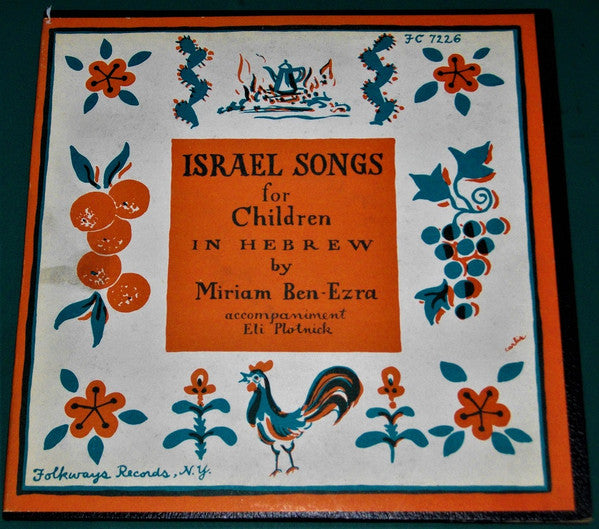 FC 7226
ISRAEL SONGS
for
Children
IN HEBREW
by
Miriam Ben-Ezra
accompaniment
Eli Plotnick
Folkways Records, N.Y.